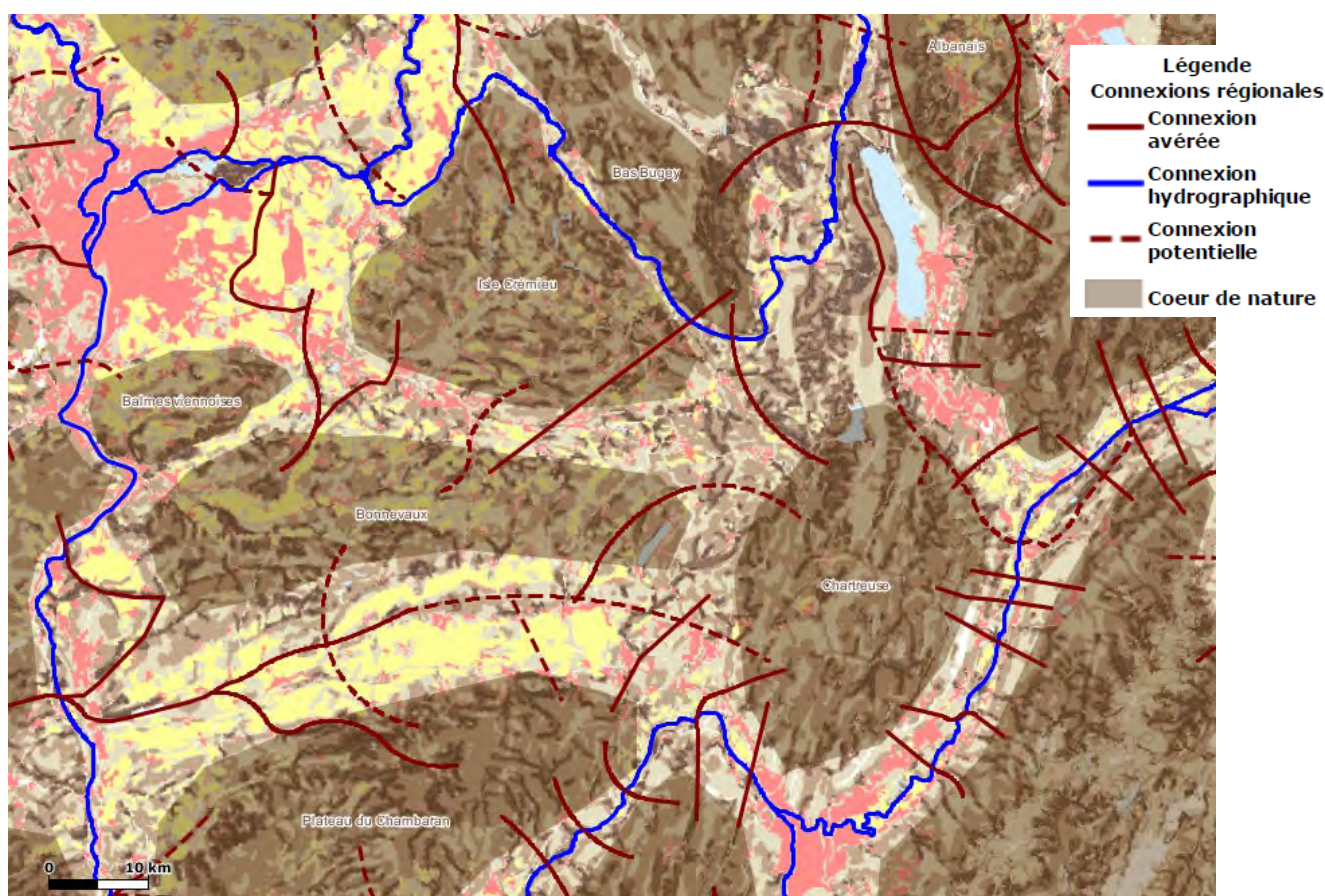 Albanais
Légende
Connexions régionales
Connexion
avérée
Connexion
hydrographique
Connexion
potentielle
Coeur de nature
Bas Bugey
Isle Crémieu
Balmes viennoises
Bonnevaux
Chartreuse
Plateau du Chambaran
0 10 km